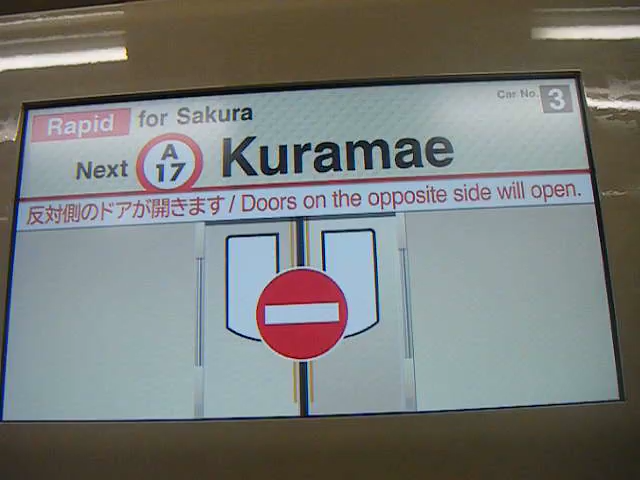 Rapid for Sakura
Car No. 3
Next A 17 Kuramae
反対側のドアが開きます / Doors on the opposite side will open.